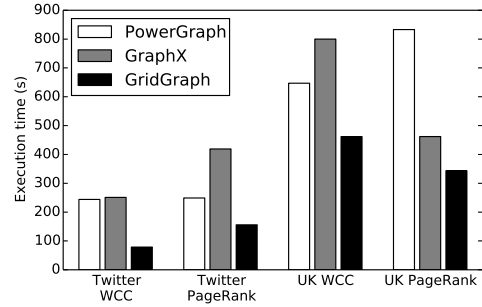 900
800
700
600
500
400
300
200
100
0
Execution time (s)
PowerGraph
GraphX
GridGraph
Twitter
WCC
Twitter
PageRank
UK WCC
UK PageRank